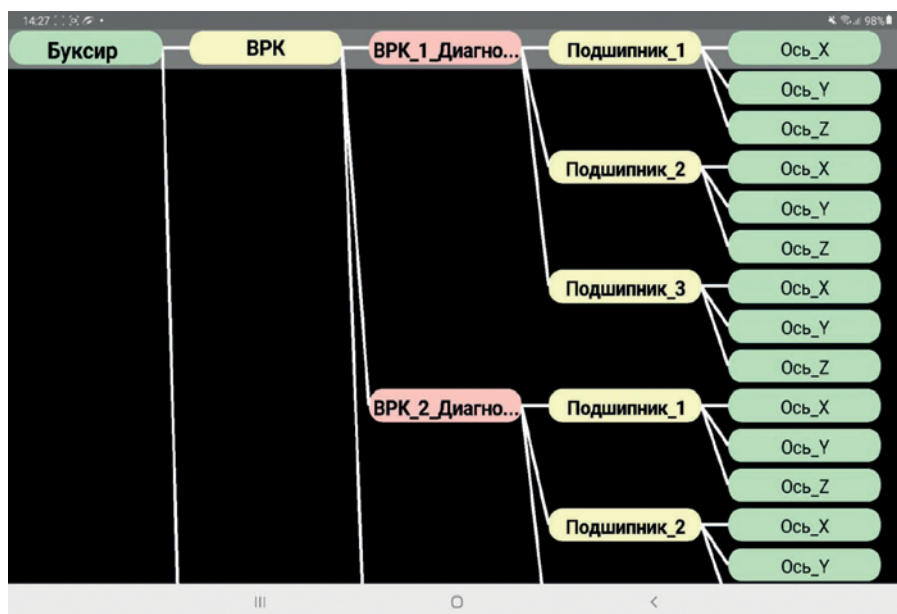 14:27
98%
Буксир ВРК ВРК_1_Диагно... Подшипник_1 Ось_X
Ось_Y
Ось_Z
Подшипник_2 Ось_X
Ось_Y
Ось_Z
Подшипник_3 Ось_X
Ось_Y
Ось_Z
ВРК_2_Диагно... Подшипник_1 Ось_X
Ось_Y
Ось_Z
Подшипник_2 Ось_X
Ось_Y